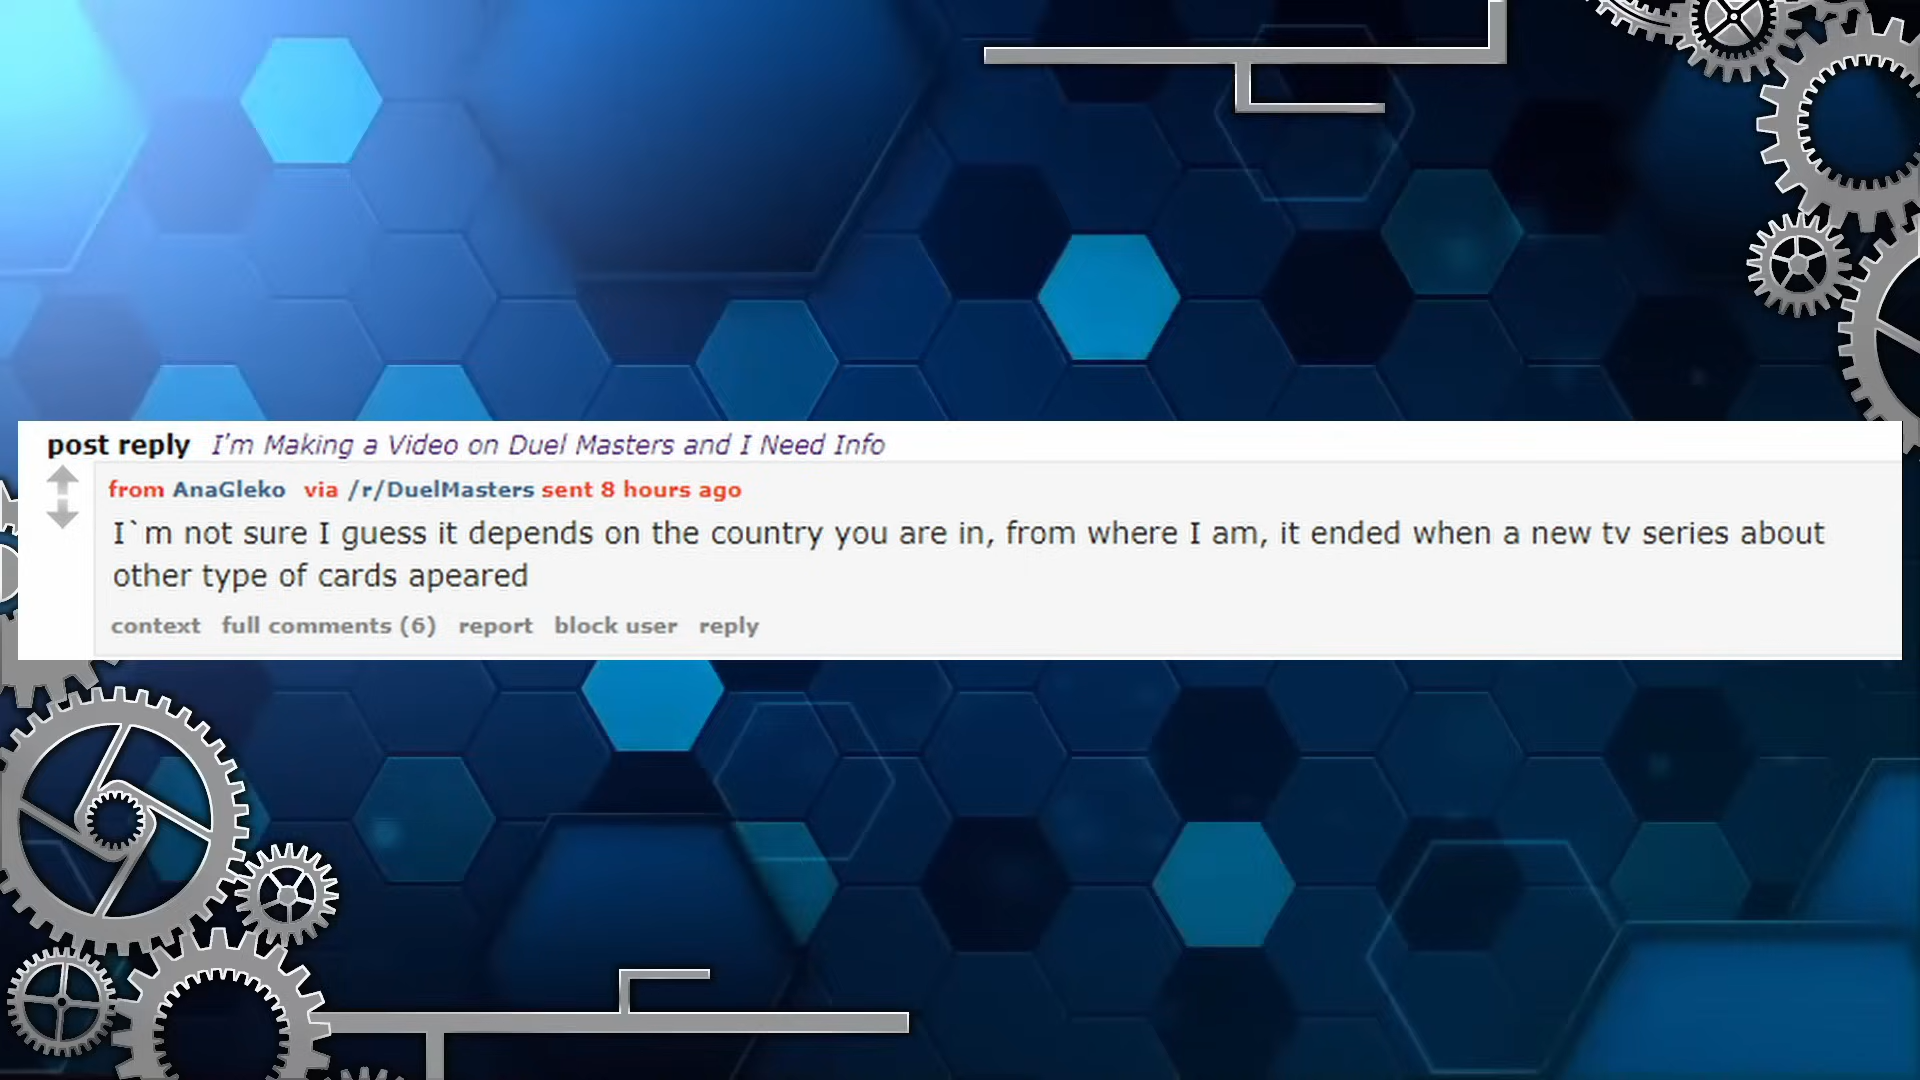 post reply I'm Making a Video on Duel Masters and I Need Info
from AnaGleko via /r/DuelMasters sent 8 hours ago
I`m not sure I guess it depends on the country you are in, from where I am, it ended when a new tv series about
other type of cards apeared
context full comments (6) report block user reply